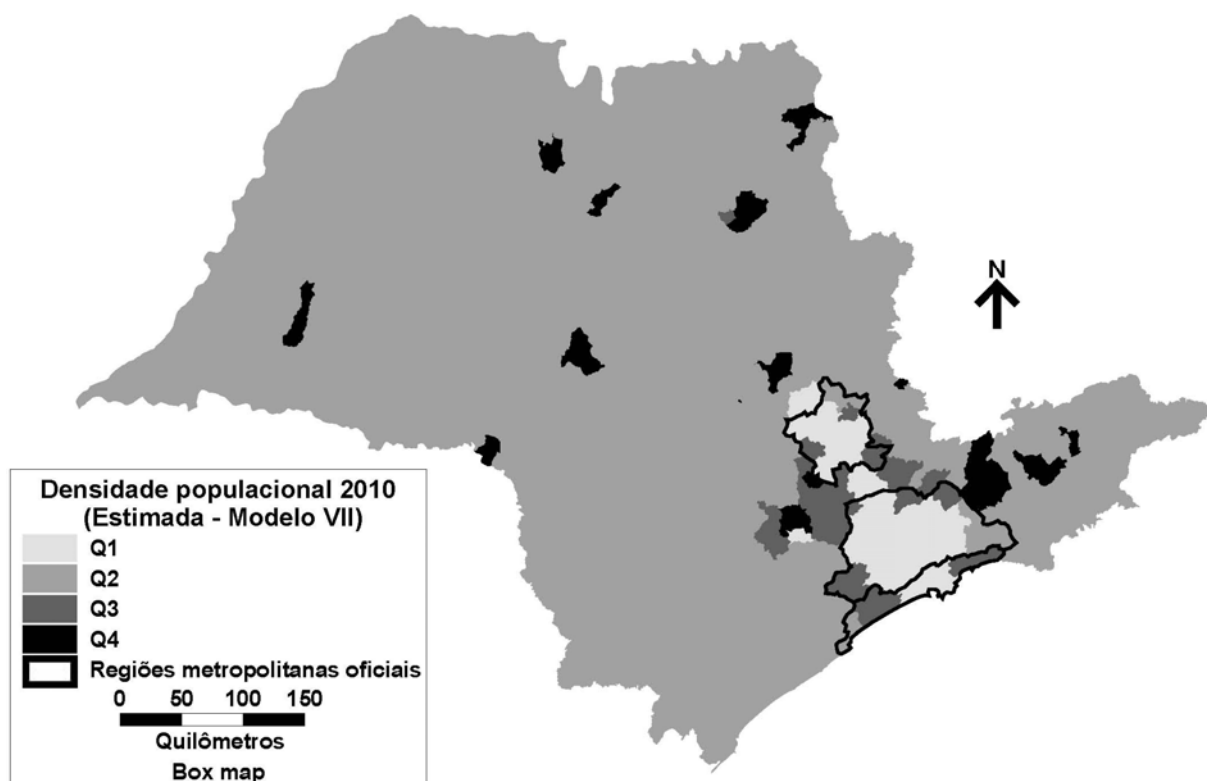 N
Densidade populacional 2010
(Estimada - Modelo VII)
Q1
Q2
Q3
Q4
Regiões metropolitanas oficiais
0 50 100 150
Quilômetros
Box map